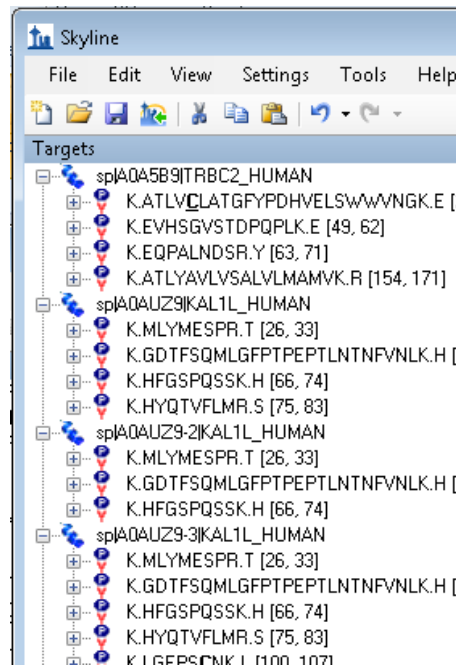 Skyline
File Edit View Settings Tools Help
Targets
sp|A0A5B9|TRBC2_HUMAN
K.ATLVCLATGFYPDHVELSWWVNGK.E [
K.EVHSGVSTDPQPLK.E [49, 62]
K.EQPALNDSR.Y [63, 71]
K.ATLYAVLVSALVLMAMVK.R [154, 171]
sp|A0AUZ9|KAL1L_HUMAN
K.MLYMESPR.T [26, 33]
K.GDTFSQMLGFPTPEPTLNTNFVNLK.H [
K.HFGSPQSSK.H [66, 74]
K.HYQTVFLMR.S [75, 83]
sp|A0AUZ9-2|KAL1L_HUMAN
K.MLYMESPR.T [26, 33]
K.GDTFSQMLGFPTPEPTLNTNFVNLK.H [
K.HFGSPQSSK.H [66, 74]
sp|A0AUZ9-3|KAL1L_HUMAN
K.MLYMESPR.T [26, 33]
K.GDTFSQMLGFPTPEPTLNTNFVNLK.H [
K.HFGSPQSSK.H [66, 74]
K.HYQTVFLMR.S [75, 83]
K.LGFPSCNK.L [100, 107]